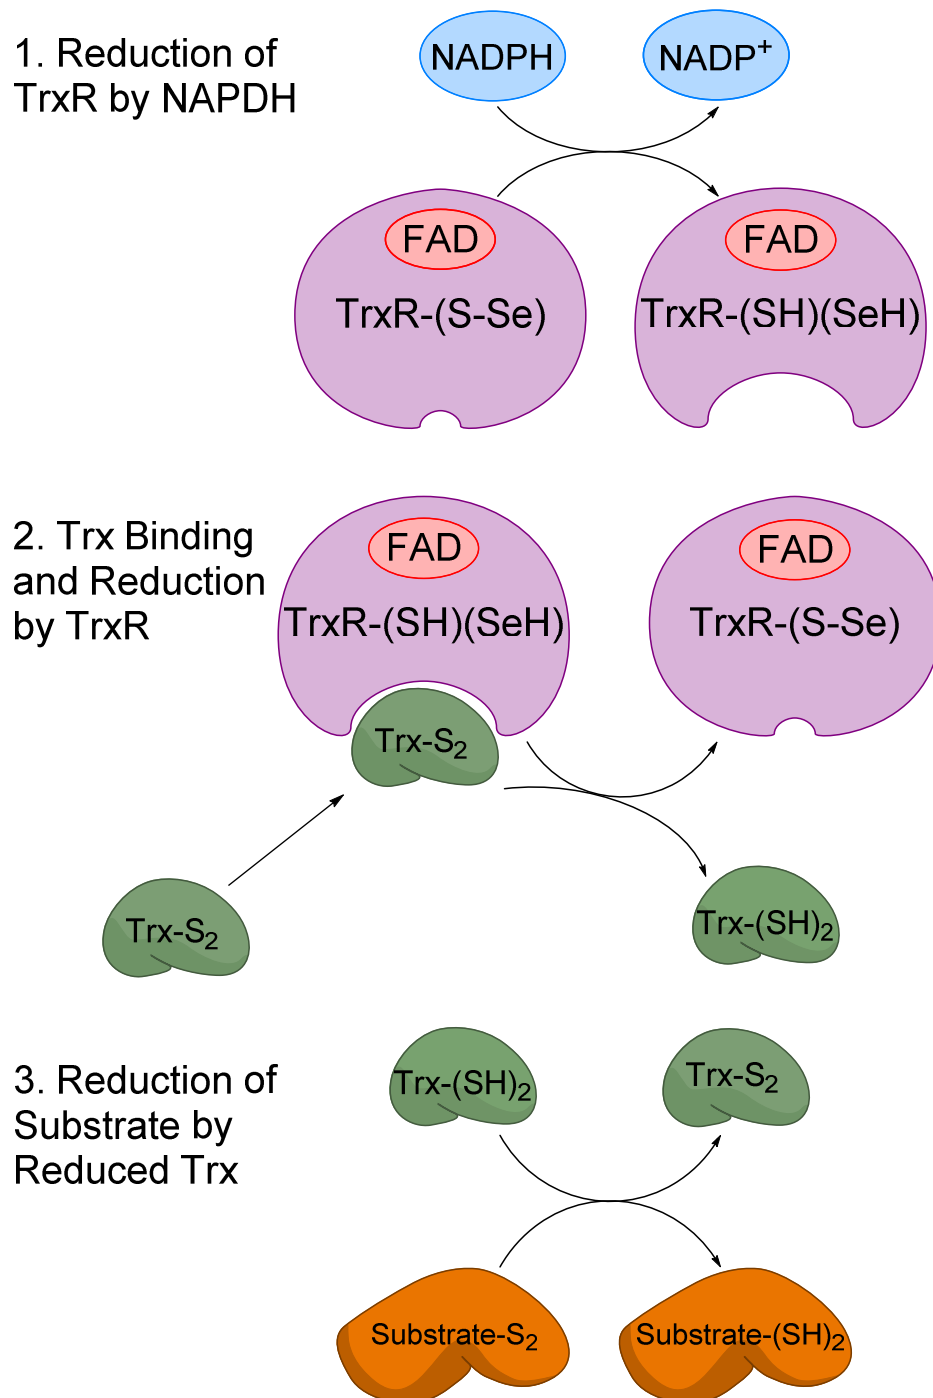 1. Reduction of
TrxR by NAPDH
NADPH
NADP⁺
FAD
TrxR-(S-Se)
FAD
TrxR-(SH)(SeH)
2. Trx Binding
and Reduction
by TrxR
FAD
TrxR-(SH)(SeH)
Trx-S₂
FAD
TrxR-(S-Se)
Trx-S₂
Trx-(SH)₂
3. Reduction of
Substrate by
Reduced Trx
Trx-(SH)₂
Trx-S₂
Substrate-S₂
Substrate-(SH)₂